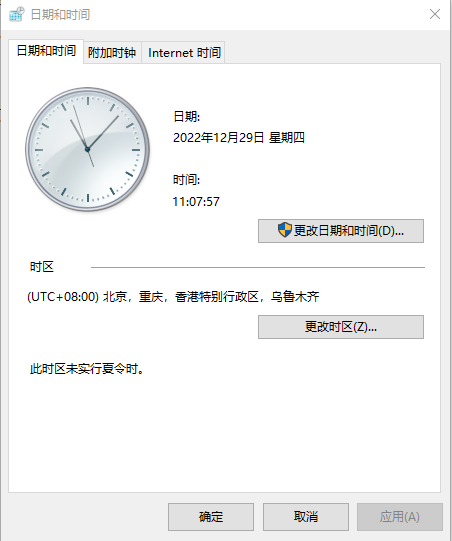 日期和时间
日期和时间 附加时钟 Internet 时间
日期:
2022年12月29日 星期四
时间:
11:07:57
更改日期和时间(D)...
时区
(UTC+08:00) 北京，重庆，香港特别行政区，乌鲁木齐
更改时区(Z)...
此时区未实行夏令时。
确定 取消 应用(A)